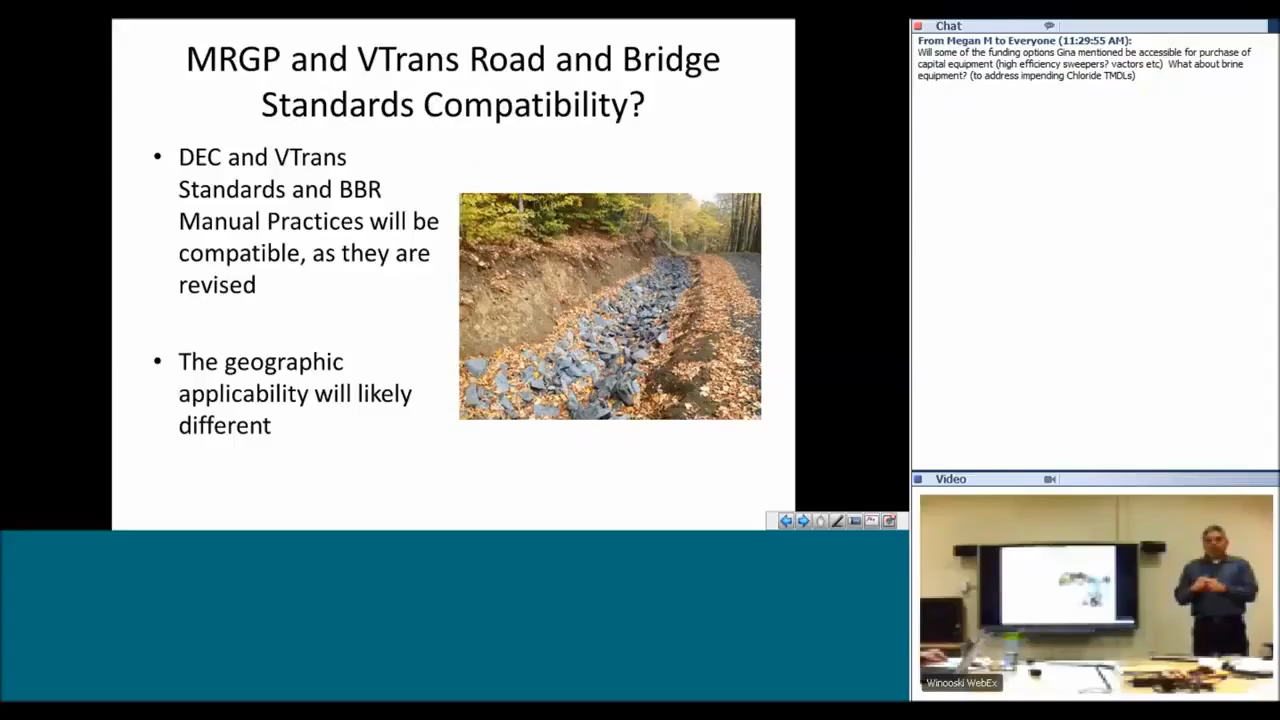 MRGP and VTrans Road and Bridge
Standards Compatibility?
• DEC and VTrans
Standards and BBR
Manual Practices will be
compatible, as they are
revised
• The geographic
applicability will likely
different
Chat
From Megan M to Everyone (11:29:55 AM):
Will some of the funding options Gina mentioned be accessible for purchase of
capital equipment (high efficiency sweepers? vactors etc)  What about brine
equipment? (to address impending Chloride TMDLs)
Video
Winooski WebEx